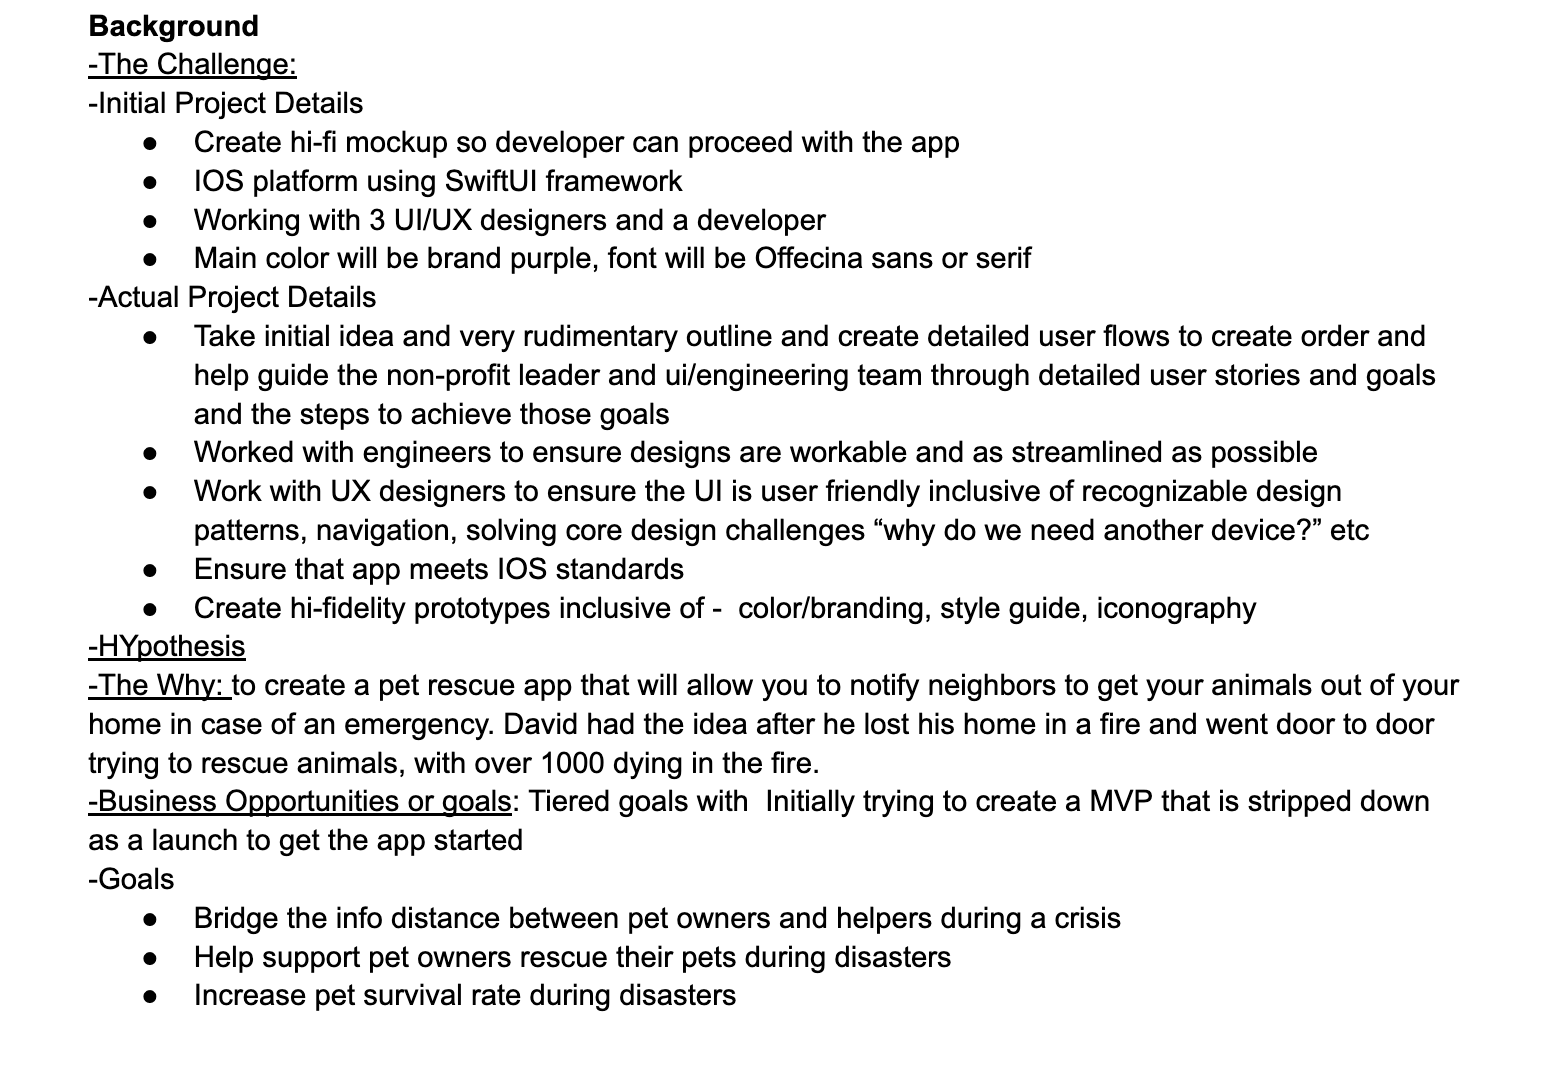 Background
-The Challenge:
-Initial Project Details
● Create hi-fi mockup so developer can proceed with the app
● IOS platform using SwiftUI framework
● Working with 3 UI/UX designers and a developer
● Main color will be brand purple, font will be Offecina sans or serif
-Actual Project Details
● Take initial idea and very rudimentary outline and create detailed user flows to create order and
help guide the non-profit leader and ui/engineering team through detailed user stories and goals
and the steps to achieve those goals
● Worked with engineers to ensure designs are workable and as streamlined as possible
● Work with UX designers to ensure the UI is user friendly inclusive of recognizable design
patterns, navigation, solving core design challenges “why do we need another device?” etc
● Ensure that app meets IOS standards
● Create hi-fidelity prototypes inclusive of -  color/branding, style guide, iconography
-HYpothesis
-The Why: to create a pet rescue app that will allow you to notify neighbors to get your animals out of your
home in case of an emergency. David had the idea after he lost his home in a fire and went door to door
trying to rescue animals, with over 1000 dying in the fire.
-Business Opportunities or goals: Tiered goals with  Initially trying to create a MVP that is stripped down
as a launch to get the app started
-Goals
● Bridge the info distance between pet owners and helpers during a crisis
● Help support pet owners rescue their pets during disasters
● Increase pet survival rate during disasters